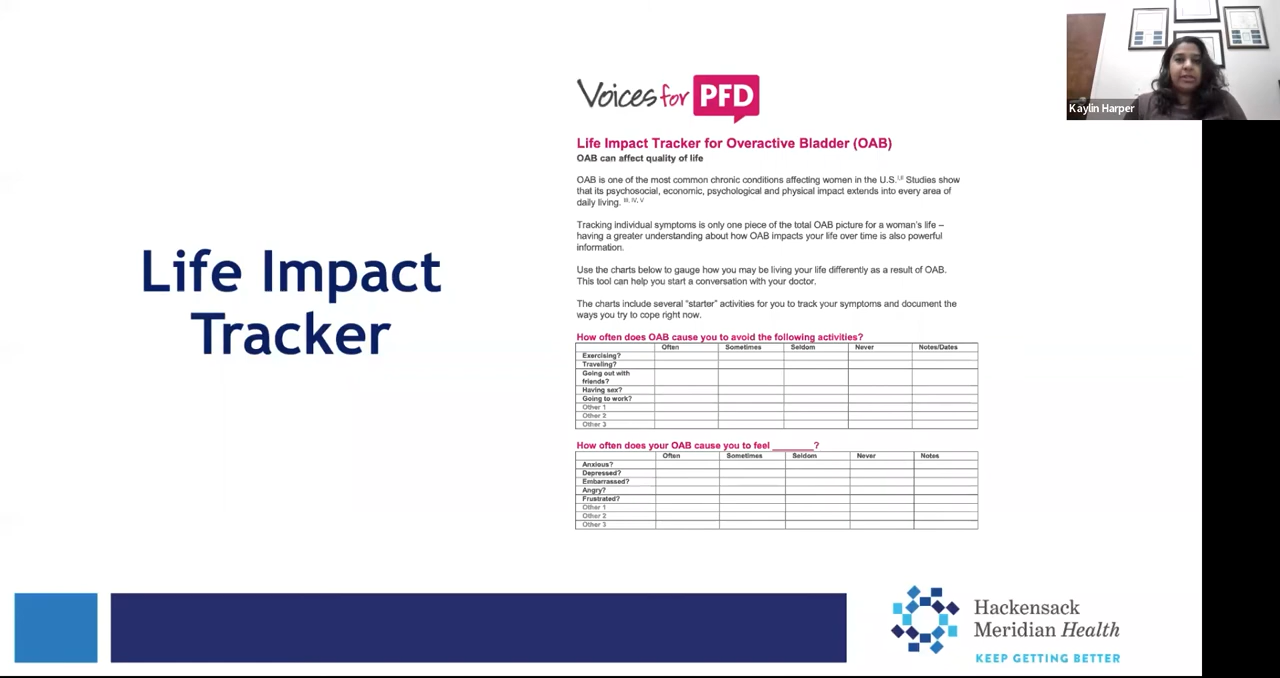 Kaylin Harper
Life Impact
Tracker
Voices for PFD
Life Impact Tracker for Overactive Bladder (OAB)
OAB can affect quality of life
OAB is one of the most common chronic conditions affecting women in the U.S.I,II Studies show
that its psychosocial, economic, psychological and physical impact extends into every area of
daily living. III, IV, V
Tracking individual symptoms is only one piece of the total OAB picture for a woman's life –
having a greater understanding about how OAB impacts your life over time is also powerful
information.
Use the charts below to gauge how you may be living your life differently as a result of OAB.
This tool can help you start a conversation with your doctor.
The charts include several "starter" activities for you to track your symptoms and document the
ways you try to cope right now.
How often does OAB cause you to avoid the following activities?
Often Sometimes Seldom Never Notes/Dates
Exercising?
Traveling?
Going out with
friends?
Having sex?
Going to work?
Other 1
Other 2
Other 3
How often does your OAB cause you to feel ________?
Often Sometimes Seldom Never Notes
Anxious?
Depressed?
Embarrassed?
Angry?
Frustrated?
Other 1
Other 2
Other 3
Hackensack
Meridian Health
KEEP GETTING BETTER